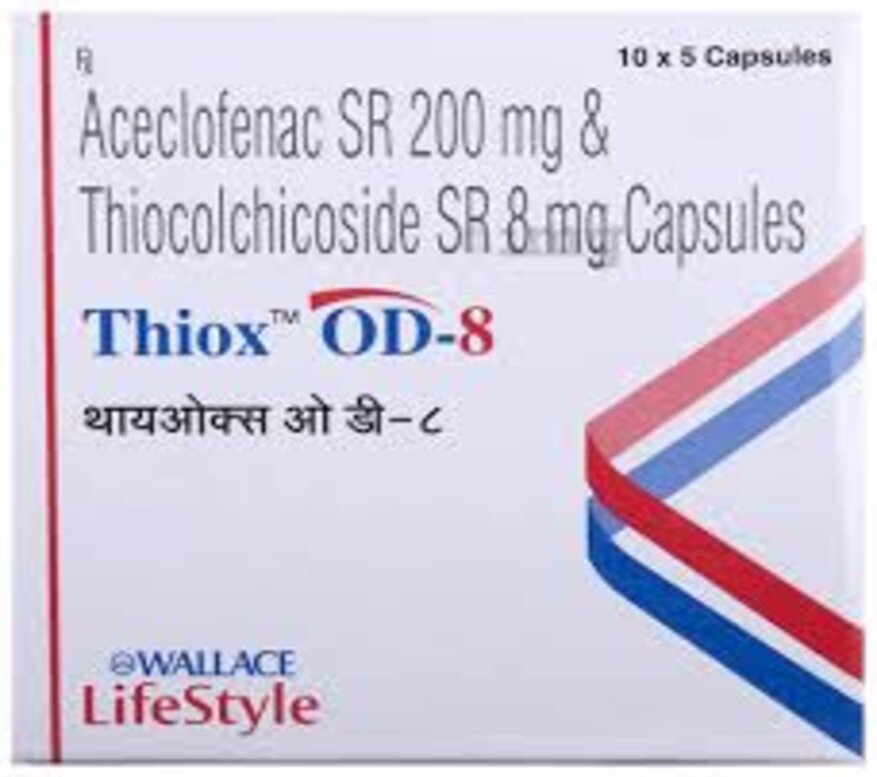 Rx
10 x 5 Capsules
Aceclofenac SR 200 mg &
Thiocolchicoside SR 8 mg Capsules
Thiox™ OD-8
थायओक्स ओ डी-८
WALLACE
LifeStyle